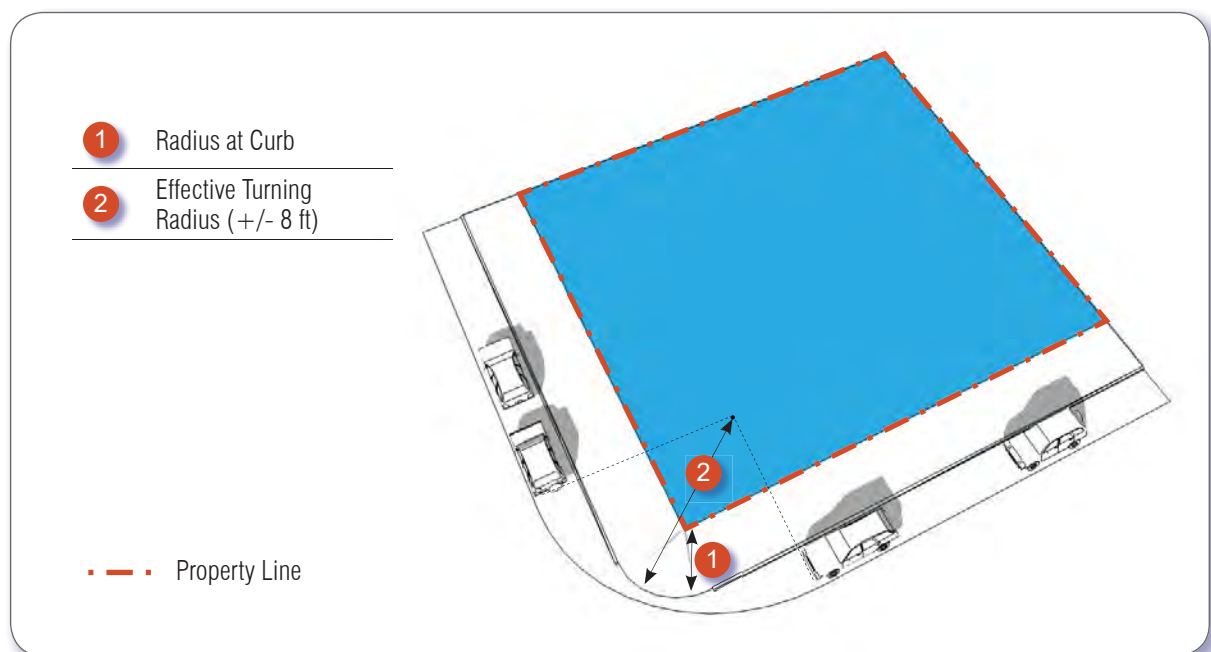 1 Radius at Curb
2 Effective Turning
Radius (+/- 8 ft)
2
1
Property Line